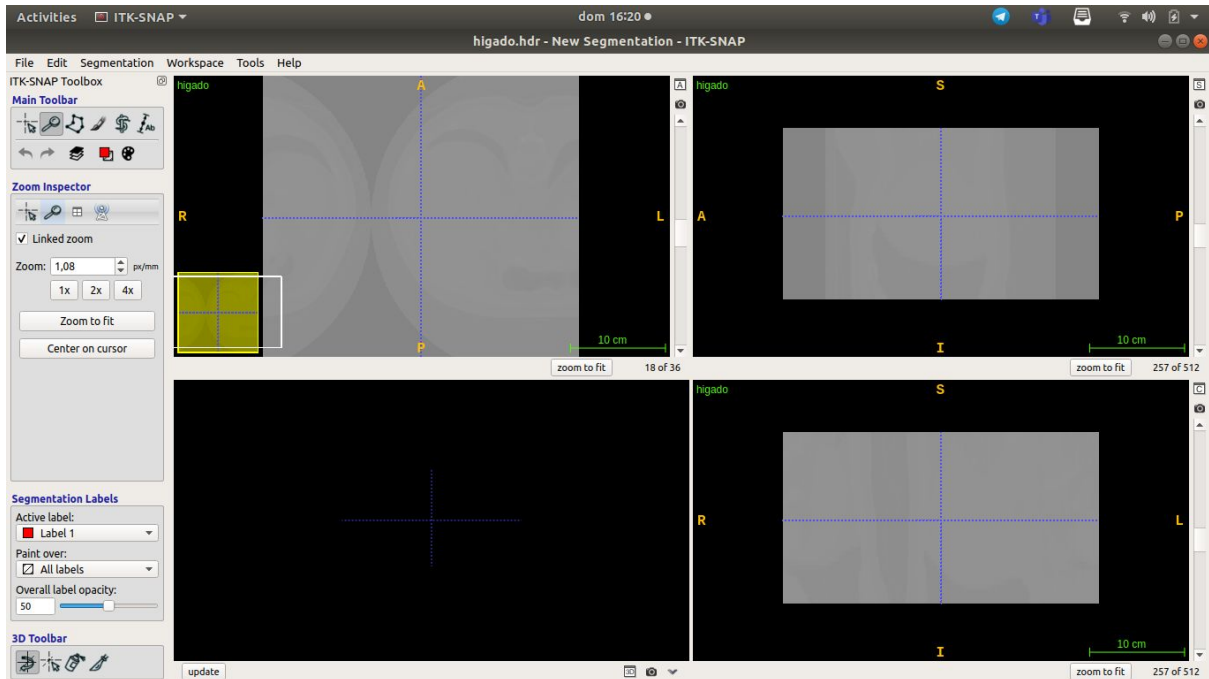 Activities ITK-SNAP dom 16:20
higado.hdr - New Segmentation - ITK-SNAP
File Edit Segmentation Workspace Tools Help
ITK-SNAP Toolbox
Main Toolbar
Ab
Zoom Inspector
Linked zoom
Zoom: 1,08 px/mm
1x 2x 4x
Zoom to fit
Center on cursor
Segmentation Labels
Active label:
Label 1
Paint over:
All labels
Overall label opacity:
50
3D Toolbar
higado
A
R
L
P
10 cm
A
zoom to fit 18 of 36
higado
S
A
P
I
10 cm
S
zoom to fit 257 of 512
update
3D
higado
S
R
L
I
10 cm
C
zoom to fit 257 of 512